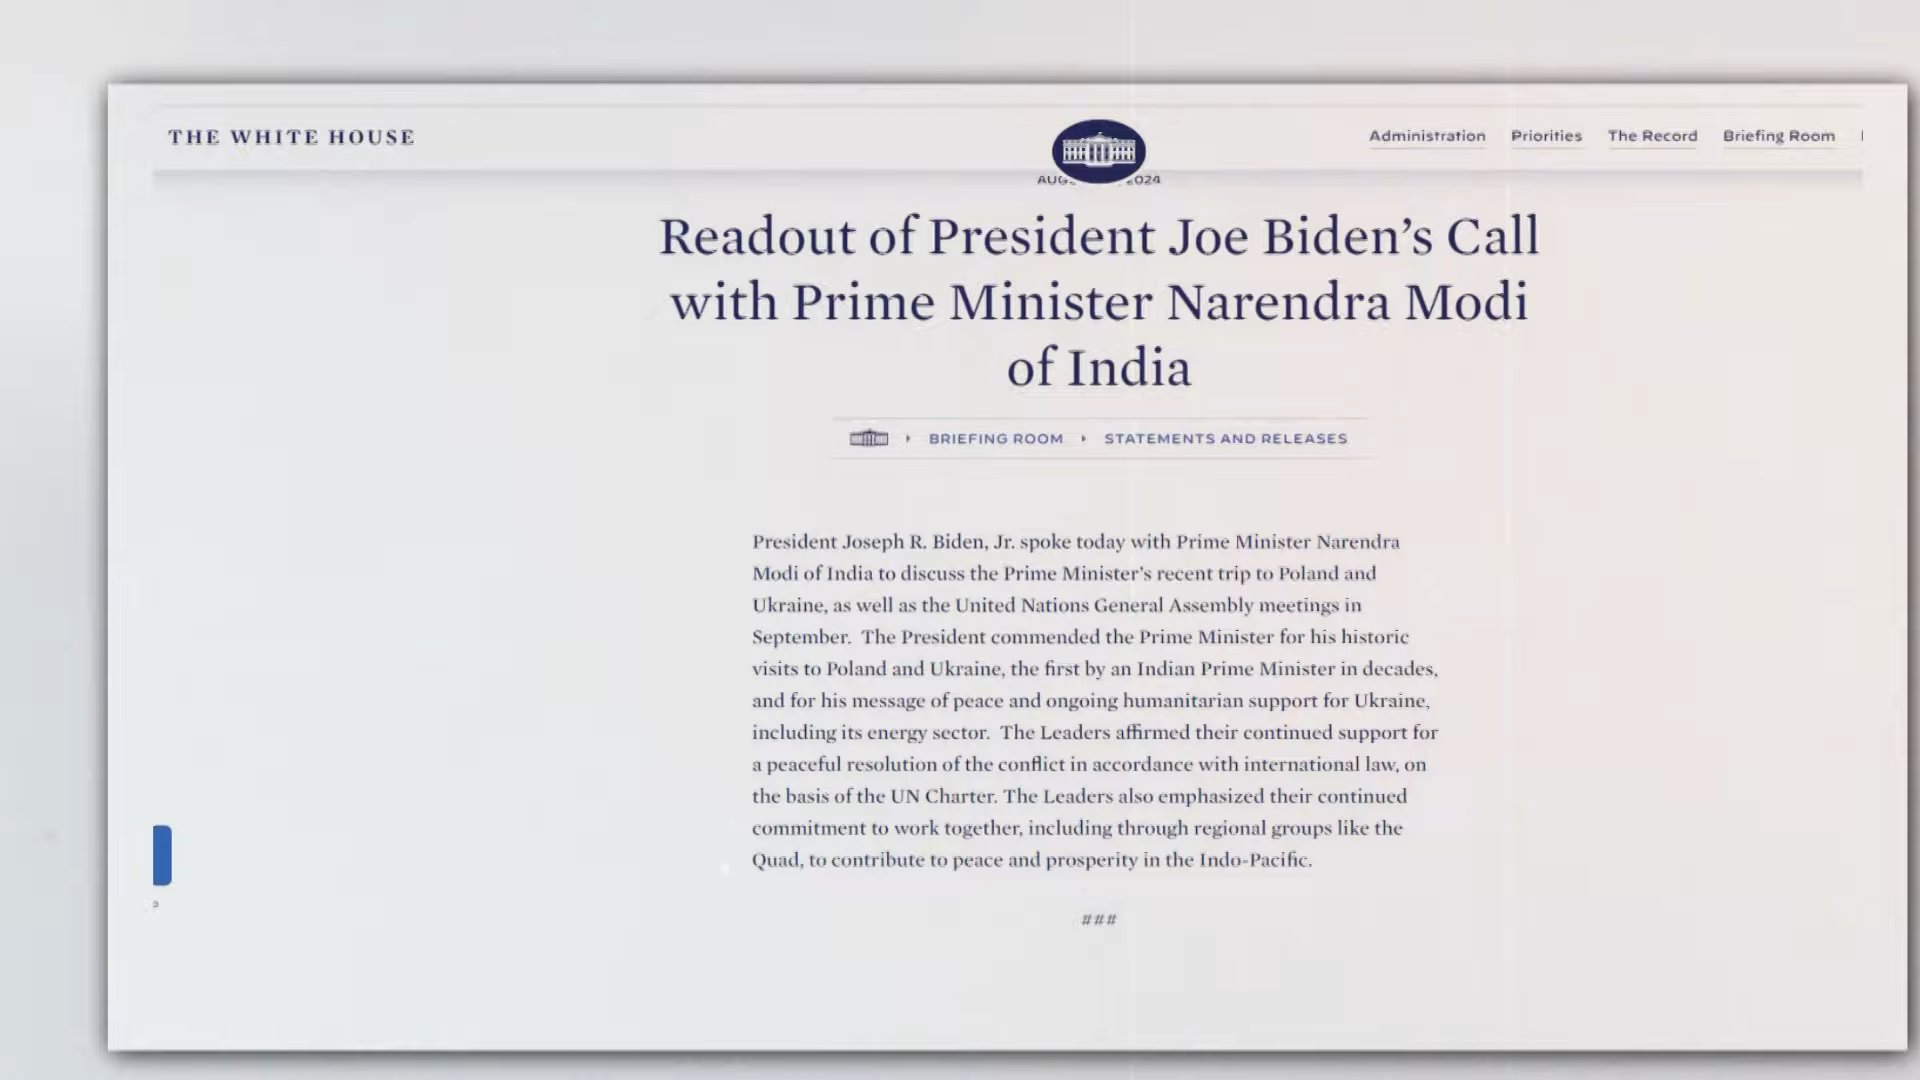 THE WHITE HOUSE
Administration Priorities The Record Briefing Room
2024
Readout of President Joe Biden’s Call
with Prime Minister Narendra Modi
of India
BRIEFING ROOM STATEMENTS AND RELEASES
President Joseph R. Biden, Jr. spoke today with Prime Minister Narendra
Modi of India to discuss the Prime Minister’s recent trip to Poland and
Ukraine, as well as the United Nations General Assembly meetings in
September. The President commended the Prime Minister for his historic
visits to Poland and Ukraine, the first by an Indian Prime Minister in decades,
and for his message of peace and ongoing humanitarian support for Ukraine,
including its energy sector. The Leaders affirmed their continued support for
a peaceful resolution of the conflict in accordance with international law, on
the basis of the UN Charter. The Leaders also emphasized their continued
commitment to work together, including through regional groups like the
Quad, to contribute to peace and prosperity in the Indo-Pacific.
###